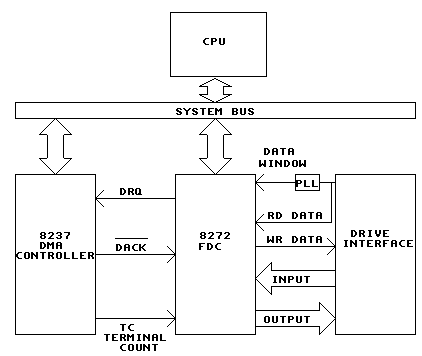 CPU
SYSTEM BUS
DATA
WINDOW
PLL
DRQ
RD DATA
8237
DMA
CONTROLLER
DACK
8272
FDC
WR DATA
DRIVE
INTERFACE
INPUT
OUTPUT
TC
TERMINAL
COUNT